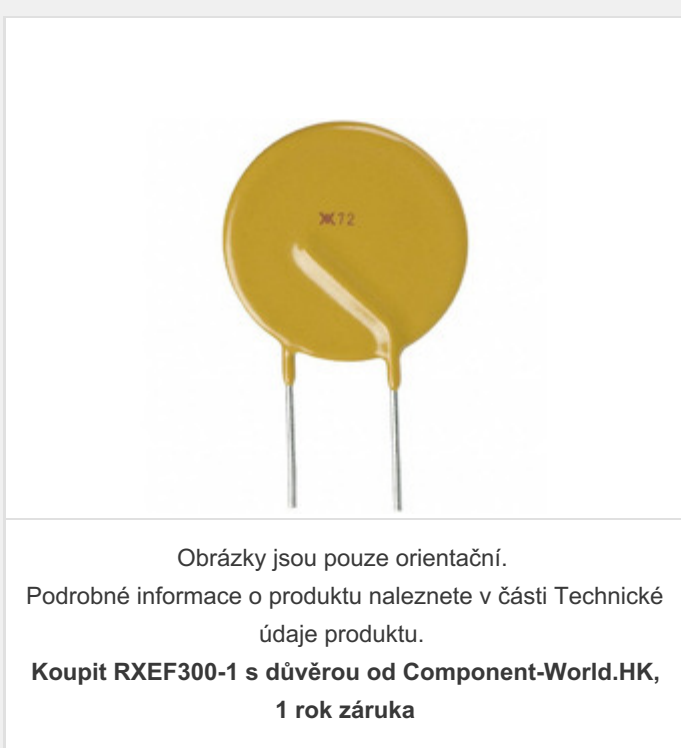 72
Obrázky jsou pouze orientační.
Podrobné informace o produktu naleznete v části Technické
údaje produktu.
Koupit RXEF300-1 s důvěrou od Component-World.HK,
1 rok záruka